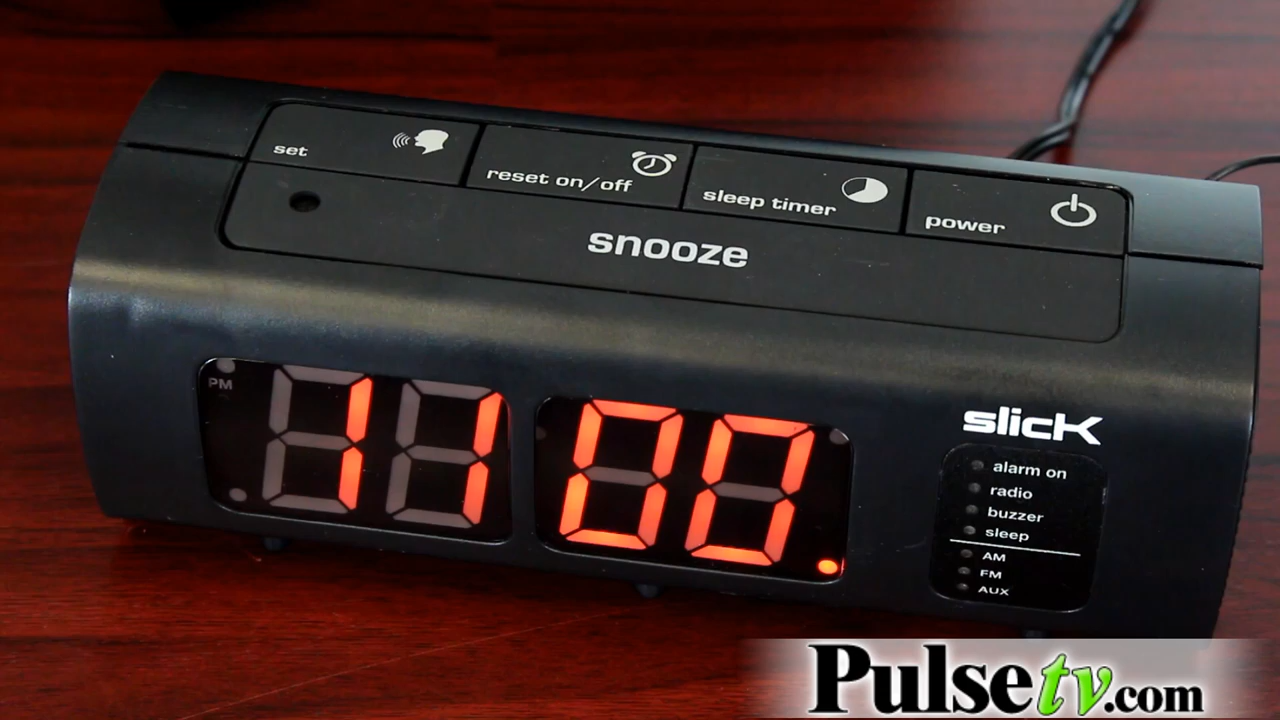 set
reset on/off
sleep timer
power
snooze
PM
11 00
slick
alarm on
radio
buzzer
sleep
AM
FM
AUX
Pulsetv.com